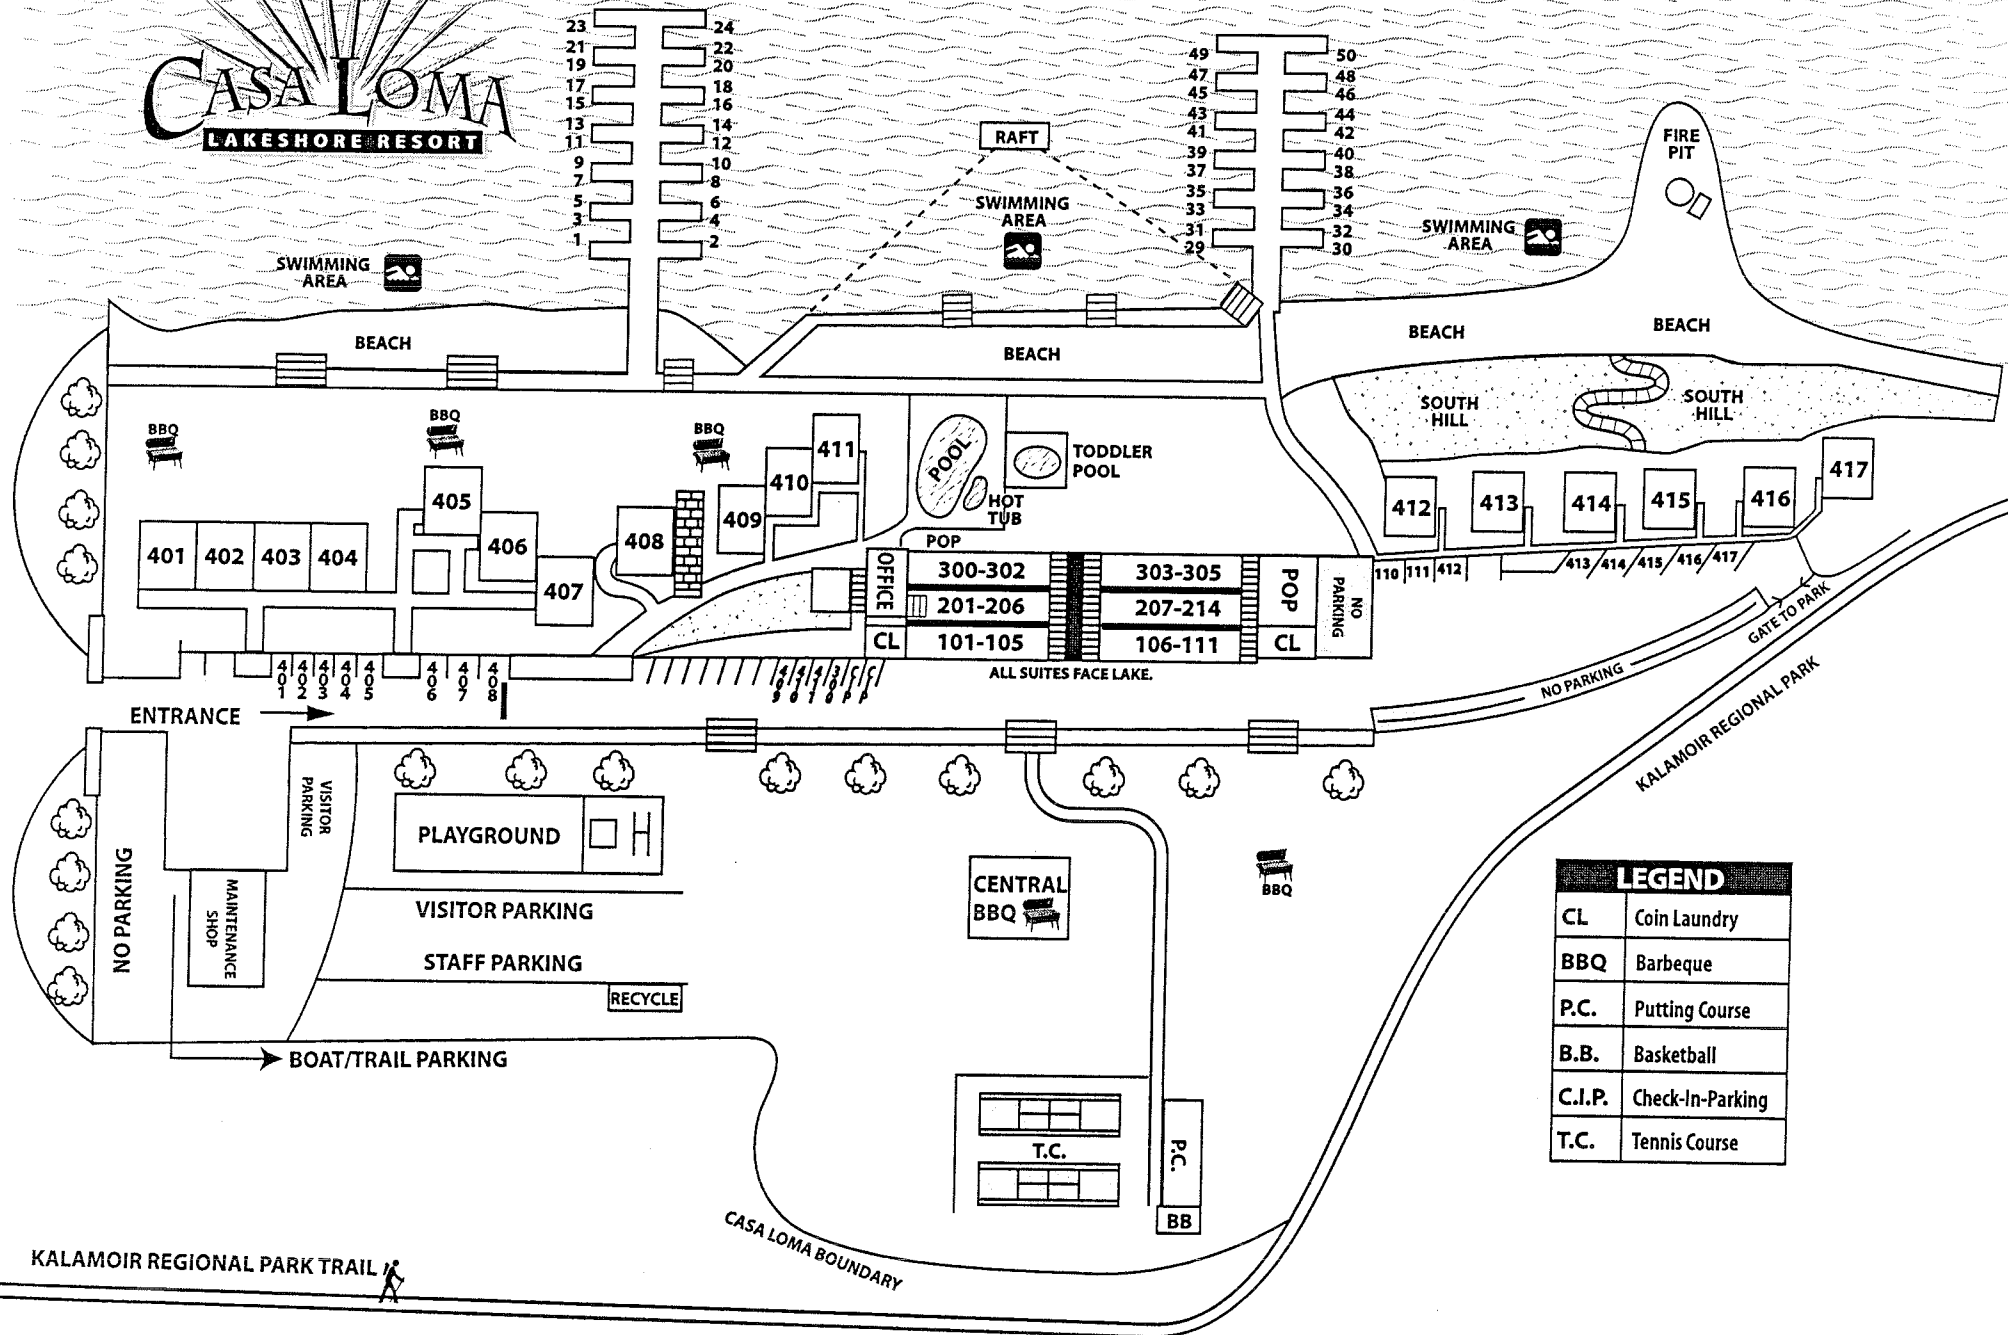 CASA LOMA
LAKESHORE RESORT
23
24
21
22
19
20
17
18
15
16
13
14
11
12
9
10
7
8
5
6
3
4
1
2
49
50
47
48
45
46
43
44
41
42
39
40
37
38
35
36
33
34
31
32
29
30
RAFT
SWIMMING
AREA
SWIMMING
AREA
SWIMMING
AREA
FIRE
PIT
BEACH
BEACH
BEACH
BEACH
SOUTH
HILL
SOUTH
HILL
BBQ
BBQ
BBQ
POOL
TODDLER
POOL
HOT
TUB
POP
401
402
403
404
405
406
407
408
409
410
411
412
413
414
415
416
417
OFFICE
CL
300-302
201-206
101-105
303-305
207-214
106-111
POP
CL
NO
PARKING
110
111
412
413
414
415
416
417
ALL SUITES FACE LAKE.
401
402
403
404
405
406
407
408
ENTRANCE
NO PARKING
GATE TO PARK
KALAMOIR REGIONAL PARK
VISITOR
PARKING
PLAYGROUND
VISITOR PARKING
STAFF PARKING
RECYCLE
NO PARKING
MAINTENANCE
SHOP
BOAT/TRAIL PARKING
CENTRAL
BBQ
BBQ
T.C.
P.C.
BB
CASA LOMA BOUNDARY
KALAMOIR REGIONAL PARK TRAIL
LEGEND
CL Coin Laundry
BBQ Barbeque
P.C. Putting Course
B.B. Basketball
C.I.P. Check-In-Parking
T.C. Tennis Course